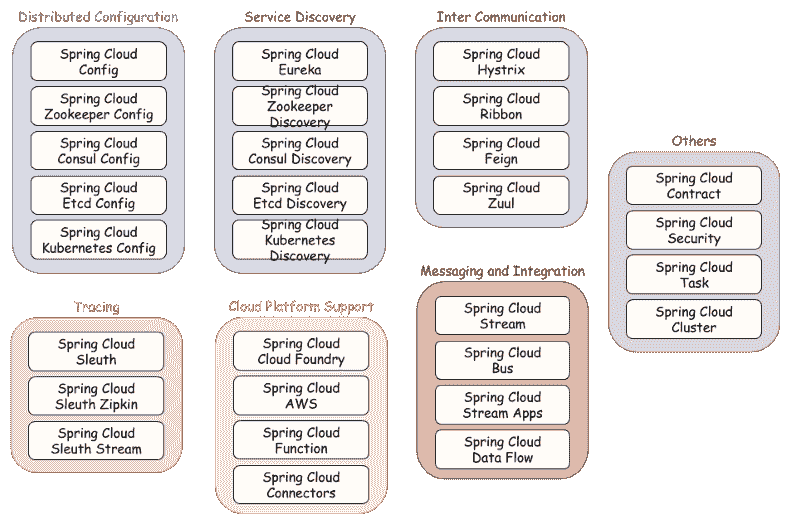 Distributed Configuration
Spring Cloud
Config
Spring Cloud
Zookeeper Config
Spring Cloud
Consul Config
Spring Cloud
Etcd Config
Spring Cloud
Kubernetes Config
Service Discovery
Spring Cloud
Eureka
Spring Cloud
Zookeeper
Discovery
Spring Cloud
Consul Discovery
Spring Cloud
Etcd Discovery
Spring Cloud
Kubernetes
Discovery
Inter Communication
Spring Cloud
Hystrix
Spring Cloud
Ribbon
Spring Cloud
Feign
Spring Cloud
Zuul
Others
Spring Cloud
Contract
Spring Cloud
Security
Spring Cloud
Task
Spring Cloud
Cluster
Tracing
Spring Cloud
Sleuth
Spring Cloud
Sleuth Zipkin
Spring Cloud
Sleuth Stream
Cloud Platform Support
Spring Cloud
Cloud Foundry
Spring Cloud
AWS
Spring Cloud
Function
Spring Cloud
Connectors
Messaging and Integration
Spring Cloud
Stream
Spring Cloud
Bus
Spring Cloud
Stream Apps
Spring Cloud
Data Flow